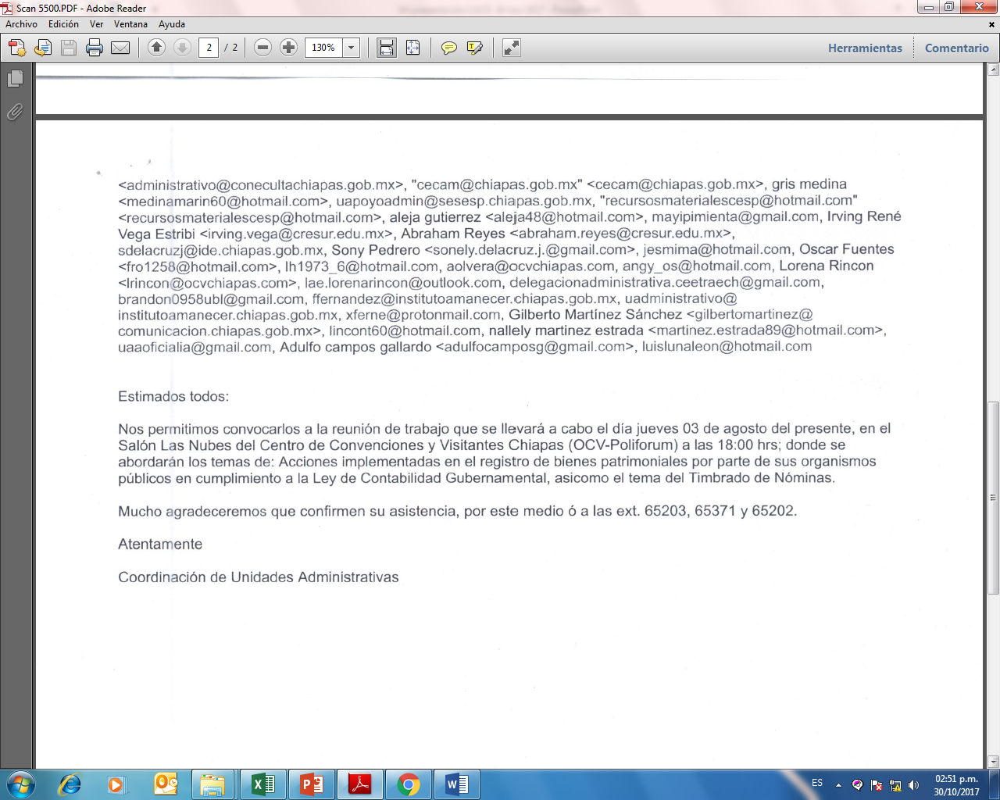 Scan 5500.PDF - Adobe Reader
Archivo Edición Ver Ventana Ayuda
2 / 2 130% Herramientas Comentario
<administrativo@conecultachiapas.gob.mx>, "cecam@chiapas.gob.mx" <cecam@chiapas.gob.mx>, gris medina
<medinamarin60@hotmail.com>, uapoyoadmin@sesesp.chiapas.gob.mx, "recursosmaterialescesp@hotmail.com"
<recursosmaterialescesp@hotmail.com>, aleja gutierrez <aleja48@hotmail.com>, mayipimienta@gmail.com, Irving René
Vega Estribi <irving.vega@cresur.edu.mx>, Abraham Reyes <abraham.reyes@cresur.edu.mx>,
sdelacruzj@ide.chiapas.gob.mx, Sony Pedrero <sonely.delacruz.j.@gmail.com>, jesmima@hotmail.com, Oscar Fuentes
<fro1258@hotmail.com>, lh1973_6@hotmail.com, aolvera@ocvchiapas.com, angy_os@hotmail.com, Lorena Rincon
<lrincon@ocvchiapas.com>, lae.lorenarincon@outlook.com, delegacionadministrativa.ceetraech@gmail.com,
brandon0958ubl@gmail.com, ffernandez@institutoamanecer.chiapas.gob.mx, uadministrativo@
institutoamanecer.chiapas.gob.mx, xferne@protonmail.com, Gilberto Martínez Sánchez <gilbertomartinez@
comunicacion.chiapas.gob.mx>, lincont60@hotmail.com, nallely martinez estrada <martinez.estrada89@hotmail.com>,
uaaoficialia@gmail.com, Adulfo campos gallardo <adulfocamposg@gmail.com>, luislunaleon@hotmail.com
Estimados todos:
Nos permitimos convocarlos a la reunión de trabajo que se llevará a cabo el día jueves 03 de agosto del presente, en el
Salón Las Nubes del Centro de Convenciones y Visitantes Chiapas (OCV-Poliforum) a las 18:00 hrs; donde se
abordarán los temas de: Acciones implementadas en el registro de bienes patrimoniales por parte de sus organismos
públicos en cumplimiento a la Ley de Contabilidad Gubernamental, asicomo el tema del Timbrado de Nóminas.
Mucho agradeceremos que confirmen su asistencia, por este medio ó a las ext. 65203, 65371 y 65202.
Atentamente
Coordinación de Unidades Administrativas
ES 02:51 p.m.
30/10/2017